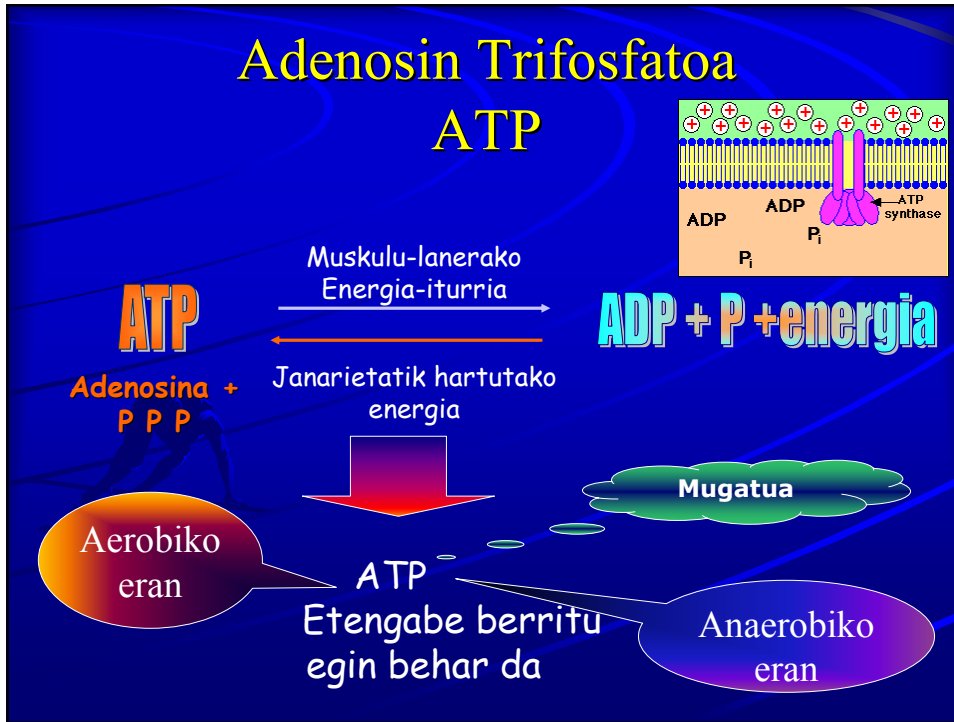 Adenosin Trifosfatoa
ATP
+ + + + + + + + + + + + + + +
ADP
ADP
ATP
synthase
Pi
Pi
Muskulu-lanerako
Energia-iturria
ATP
ADP + P +energia
Adenosina +
P P P
Janarietatik hartutako
energia
Mugatua
Aerobiko
eran
ATP
Etengabe berritu
egin behar da
Anaerobiko
eran